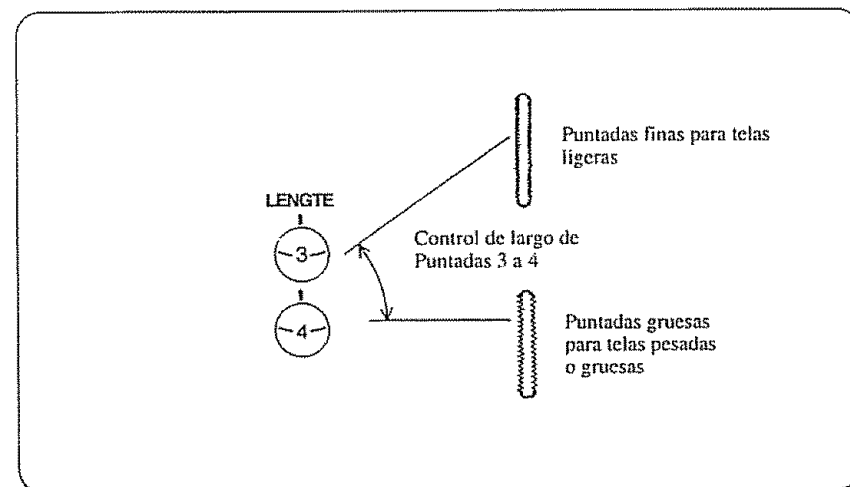 Puntadas finas para telas
ligeras
LENGTE
3
Control de largo de
Puntadas 3 a 4
4
Puntadas gruesas
para telas pesadas
o gruesas